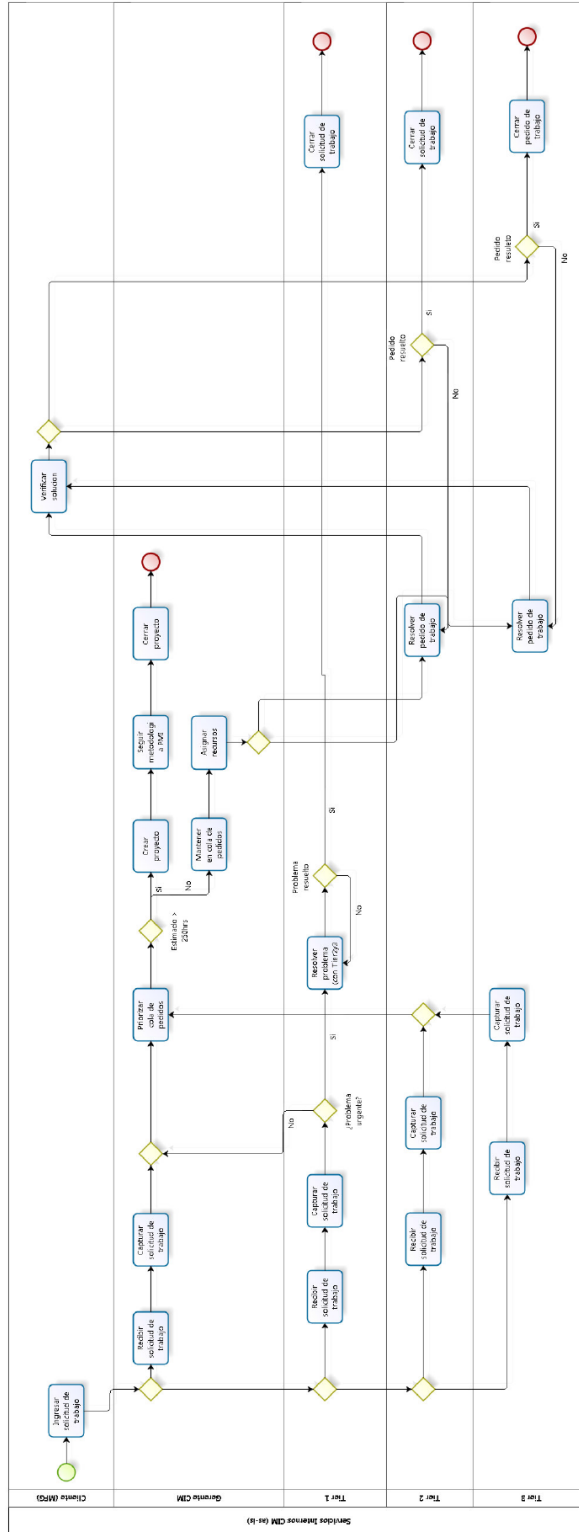 Servicios Internos CIM (as-is)
Cliente (MFG)
Ingresar
solicitud de
trabajo
Verificar
solucion
Gerente CIM
Recibir
solicitud de
trabajo
Capturar
solicitud de
trabajo
Priorizar
cola de
pedidos
Estimado >
250hrs
Si
No
Crear
proyecto
Seguir
metodologi
a PMI
Cerrar
proyecto
Mantener
en cola de
pedidos
Asignar
recursos
Tier 1
Recibir
solicitud de
trabajo
Capturar
solicitud de
trabajo
¿Problema
urgente?
No
Si
Resolver
problema
(con Tier2y3
Problema
resuelto
No
Si
Cerrar
solicitud de
trabajo
Tier 2
Recibir
solicitud de
trabajo
Capturar
solicitud de
trabajo
Resolver
pedido de
trabajo
Pedido
resuelto
Si
No
Cerrar
solicitud de
trabajo
Tier 3
Recibir
solicitud de
trabajo
Capturar
solicitud de
trabajo
Resolver
pedido de
trabajo
Pedido
resuleto
Si
No
Cerrar
pedido de
trabajo